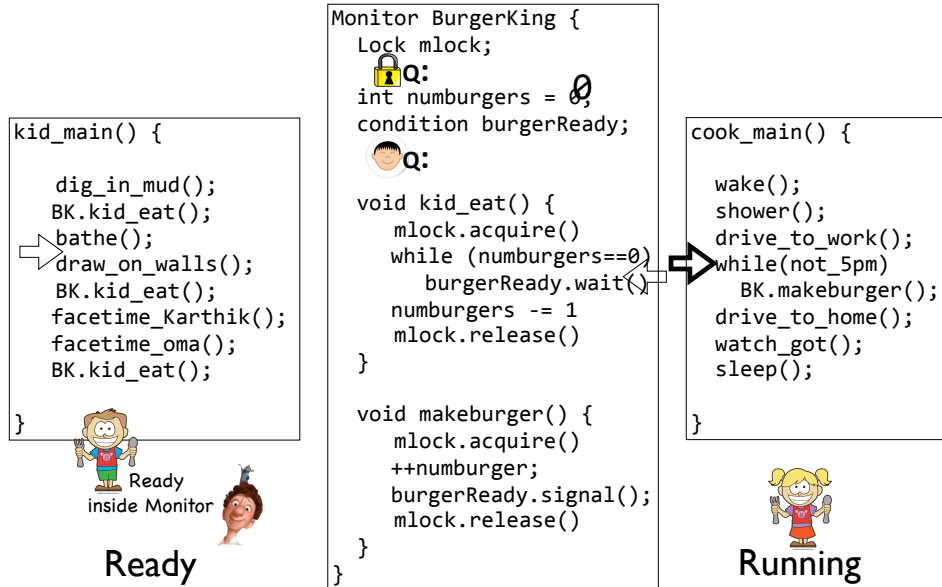 kid_main() {
dig_in_mud();
BK.kid_eat();
bathe();
draw_on_walls();
BK.kid_eat();
facetime_Karthik();
facetime_oma();
BK.kid_eat();
}
Ready
inside Monitor
Ready
Monitor BurgerKing {
Lock mlock;
Q:
int numburgers = 0;
0
condition burgerReady;
Q:
void kid_eat() {
mlock.acquire()
while (numburgers==0)
burgerReady.wait()
numburgers -= 1
mlock.release()
}
void makeburger() {
mlock.acquire()
++numburger;
burgerReady.signal();
mlock.release()
}
}
cook_main() {
wake();
shower();
drive_to_work();
while(not_5pm)
BK.makeburger();
drive_to_home();
watch_got();
sleep();
}
Running